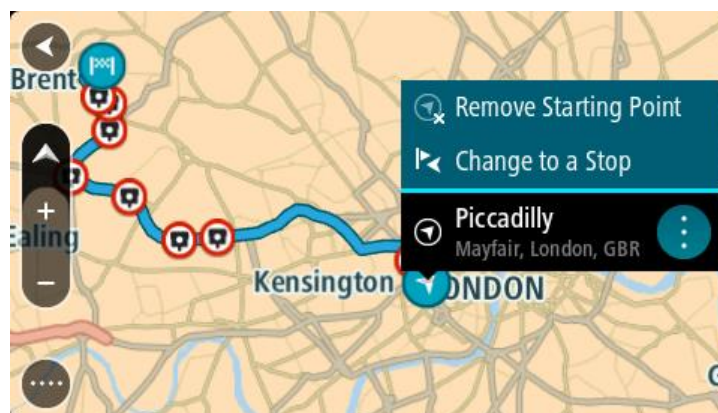 Brent
Remove Starting Point
Change to a Stop
Piccadilly
Mayfair, London, GBR
+
Ealing
−
Kensington
ONDON